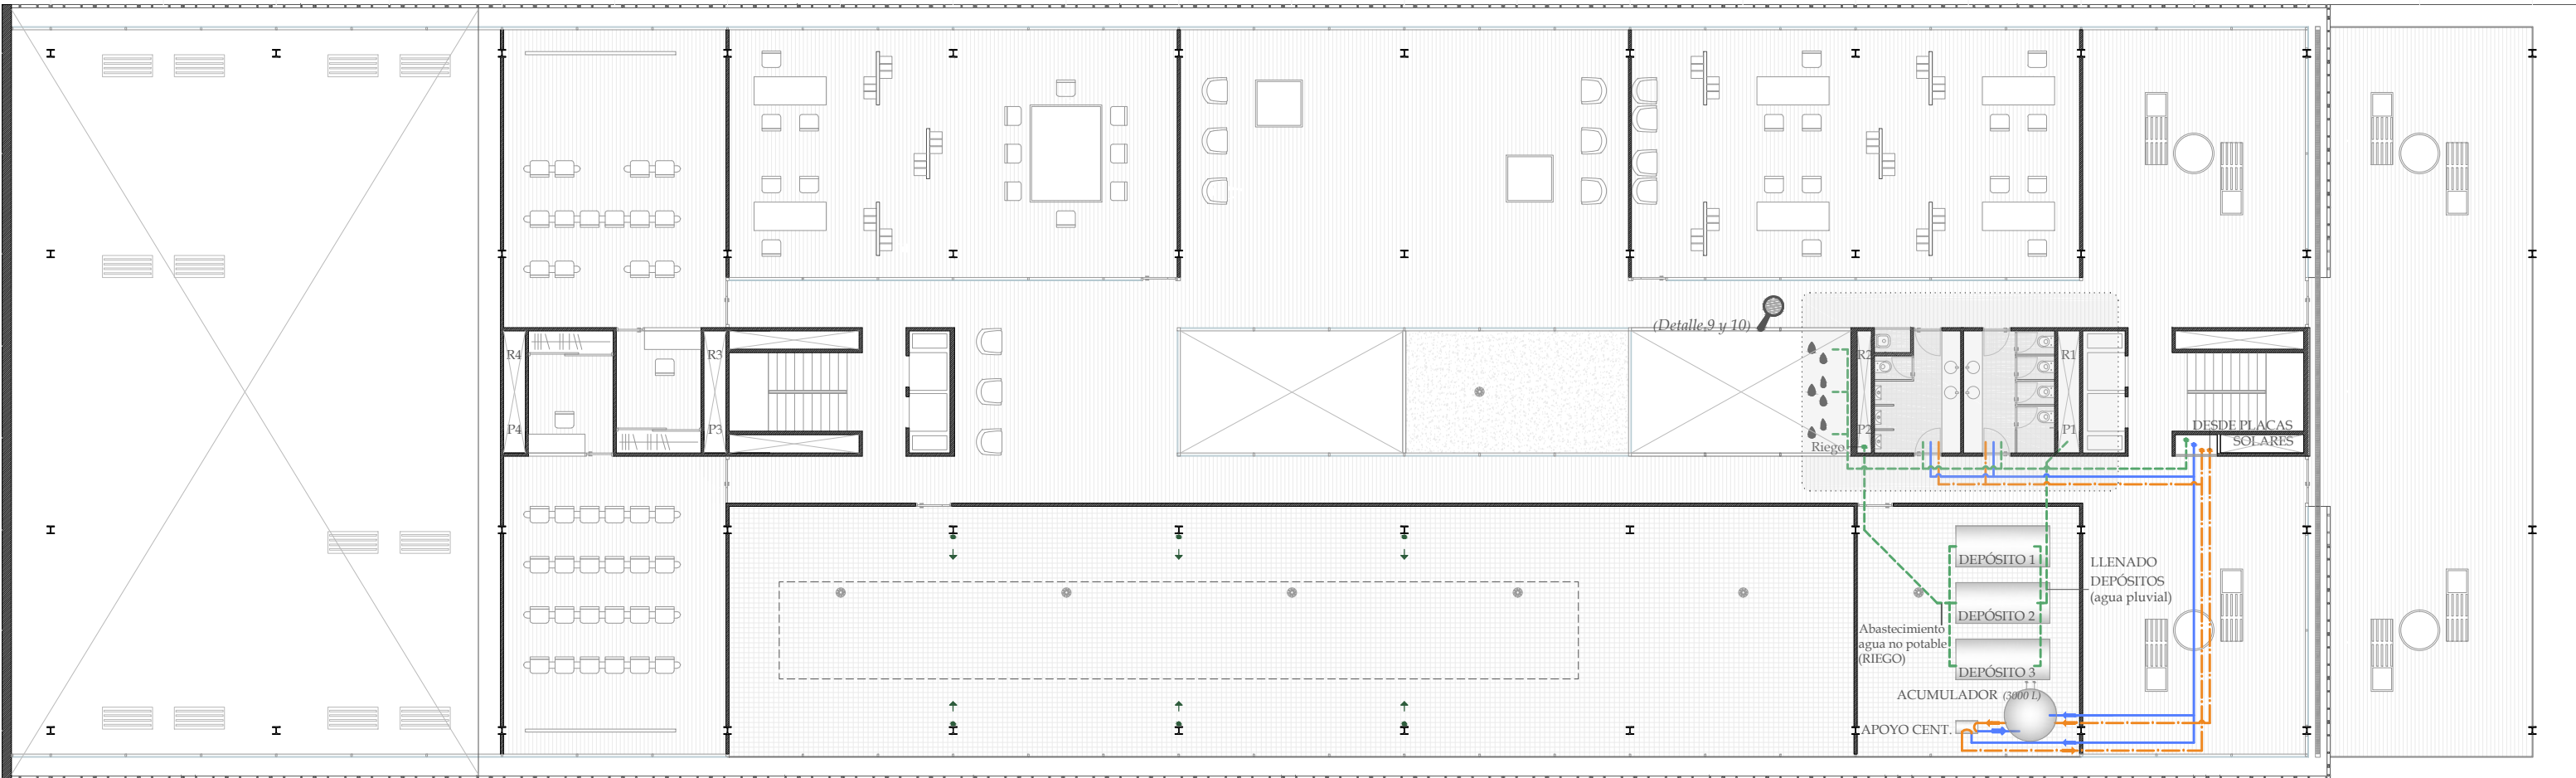 (Detalle 9 y 10)
R4
R3
R2
R1
P4
P3
P2
P1
Riego
DESDE PLACAS
SOLARES
DEPÓSITO 1
DEPÓSITO 2
DEPÓSITO 3
LLENADO
DEPÓSITOS
(agua pluvial)
Abastecimiento
agua no potable
(RIEGO)
ACUMULADOR (3000 L)
APOYO CENT.